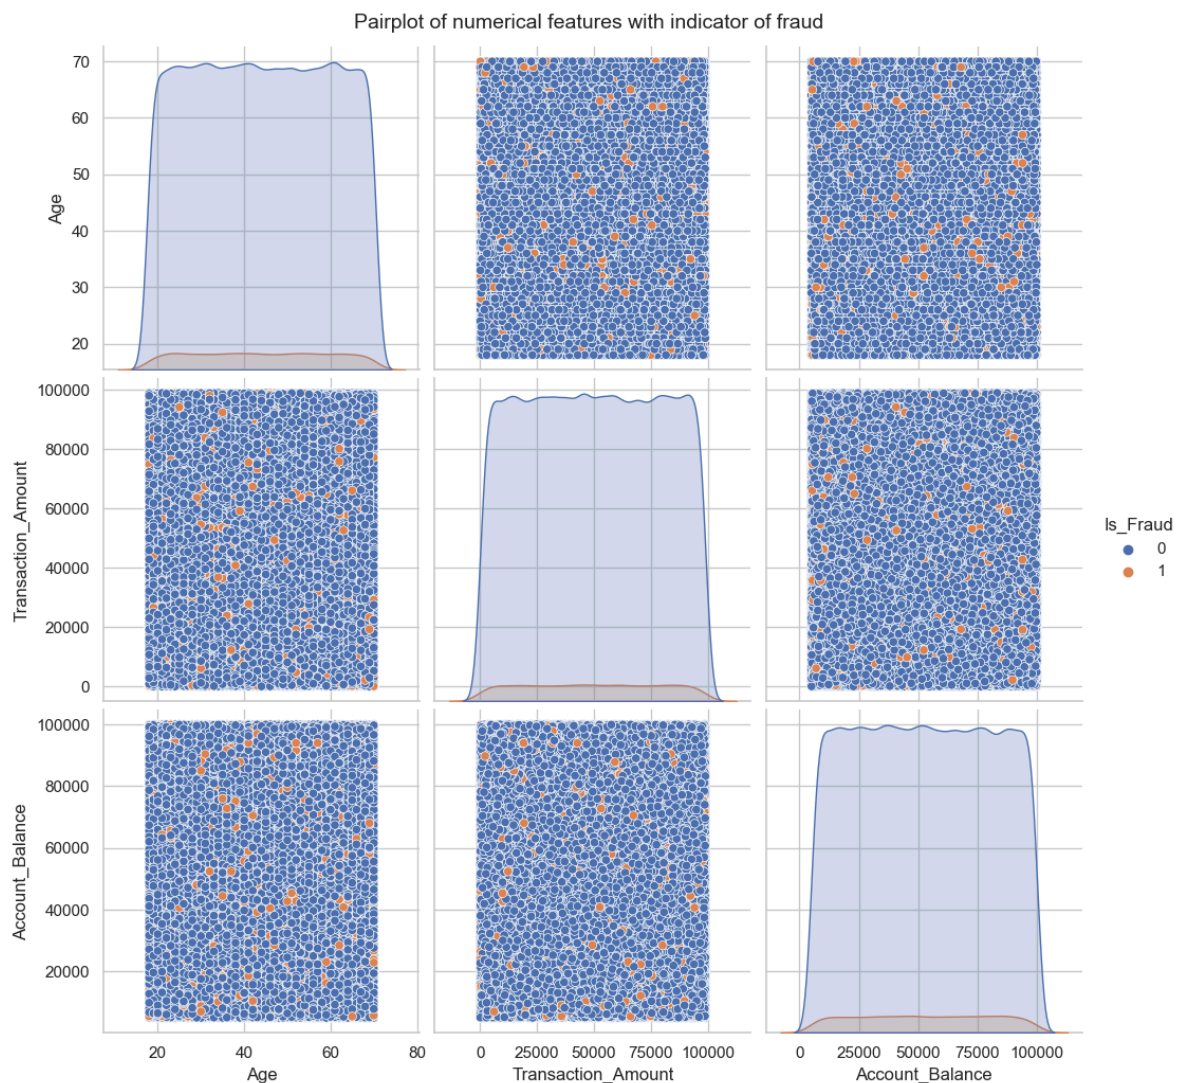 Pairplot of numerical features with indicator of fraud
70
60
50
40
30
20
Age
100000
80000
60000
40000
20000
0
Transaction_Amount
Is_Fraud
0
1
100000
80000
60000
40000
20000
Account_Balance
20 40 60 80
0 25000 50000 75000 100000
0 25000 50000 75000 100000
Age
Transaction_Amount
Account_Balance